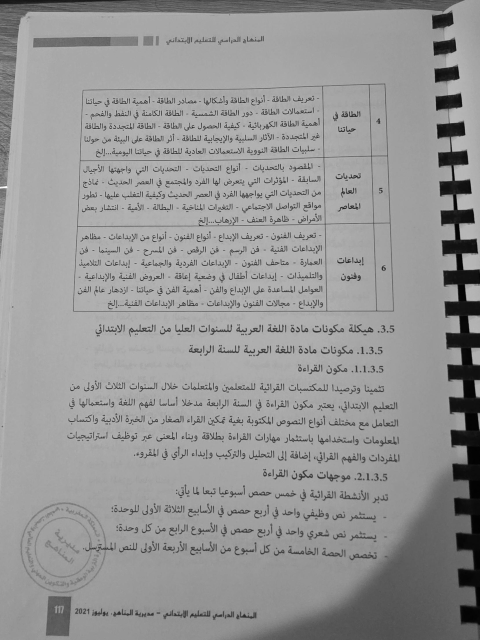 المنهاج الدراسي للتعليم الابتدائي
4
الطاقة في
حياتنا
- تعريف الطاقة - أنواع الطاقة وأشكالها - مصادر الطاقة - أهمية الطاقة في حياتنا
- استعمالات الطاقة - دور الطاقة الشمسية - الطاقة الكامنة في النفط والفحم -
أهمية الطاقة الكهربائية - كيفية الحصول على الطاقة - الطاقة المتجددة والطاقة
غير المتجددة - الآثار السلبية والإيجابية للطاقة - أثر الطاقة على البيئة من حولنا
- سلبيات الطاقة النووية الاستعمالات العادية للطاقة في حياتنا اليومية...إلخ
5
تحديات
العالم
المعاصر
- المقصود بالتحديات - أنواع التحديات - التحديات التي واجهتها الأجيال
السابقة - المؤثرات التي يتعرض لها الفرد والمجتمع في العصر الحديث - نماذج
من التحديات التي يواجهها الفرد في العصر الحديث وكيفية التغلب عليها - تطور
مواقع التواصل الاجتماعي - التغيرات المناخية - البطالة - الأمية - انتشار بعض
الأمراض - ظاهرة العنف - الإرهاب...إلخ
6
إبداعات
وفنون
- تعريف الفنون - تعريف الإبداع - أنواع الفنون - أنواع من الإبداعات - مظاهر
الإبداعات الفنية - فن الرسم - فن الرقص - فن المسرح - فن السينما - فن
العمارة - متاحف الفنون - الإبداعات الفردية والجماعية - إبداعات التلاميذ
والتلميذات - إبداعات أطفال في وضعية إعاقة - العروض الفنية والإبداعية -
العوامل المساعدة على الإبداع والفن - أهمية الفن في حياتنا - ازدهار عالم الفن
والإبداع - مجالات الفنون والإبداعات - مظاهر الإبداعات الفنية...إلخ
3.5. هيكلة مكونات مادة اللغة العربية للسنوات العليا من التعليم الابتدائي
1.3.5. مكونات مادة اللغة العربية للسنة الرابعة
1.1.3.5. مكون القراءة
تثمينا وترصيدا للمكتسبات القرائية للمتعلمين والمتعلمات خلال السنوات الثلاث الأولى من
التعليم الابتدائي، يعتبر مكون القراءة في السنة الرابعة مدخلا أساسا لفهم اللغة واستعمالها في
التعامل مع مختلف أنواع النصوص المكتوبة بغية تمكين القراء الصغار من الخبرة الأدبية واكتساب
المعلومات واستخدامها باستثمار مهارات القراءة بطلاقة وبناء المعنى عبر توظيف استراتيجيات
المفردات والفهم القرائي، إضافة إلى التحليل والتركيب وإبداء الرأي في المقروء.
2.1.3.5. موجهات مكون القراءة
تدبر الأنشطة القرائية في خمس حصص أسبوعيا تبعا لما يأتي:
- يستثمر نص وظيفي واحد في أربع حصص في الأسابيع الثلاثة الأولى للوحدة؛
- يستثمر نص شعري واحد في أربع حصص في الأسبوع الرابع من كل وحدة؛
- تخصص الحصة الخامسة من كل أسبوع من الأسابيع الأربعة الأولى للنص المسترسل.
مديرية
المناهج
117
المنهاج الدراسي للتعليم الابتدائي – مديرية المناهج، يوليوز 2021